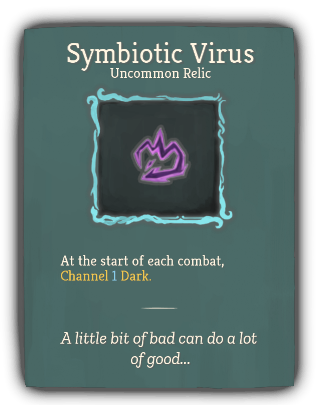 Symbiotic Virus
Uncommon Relic
At the start of each combat,
Channel 1 Dark.
A little bit of bad can do a lot
of good...